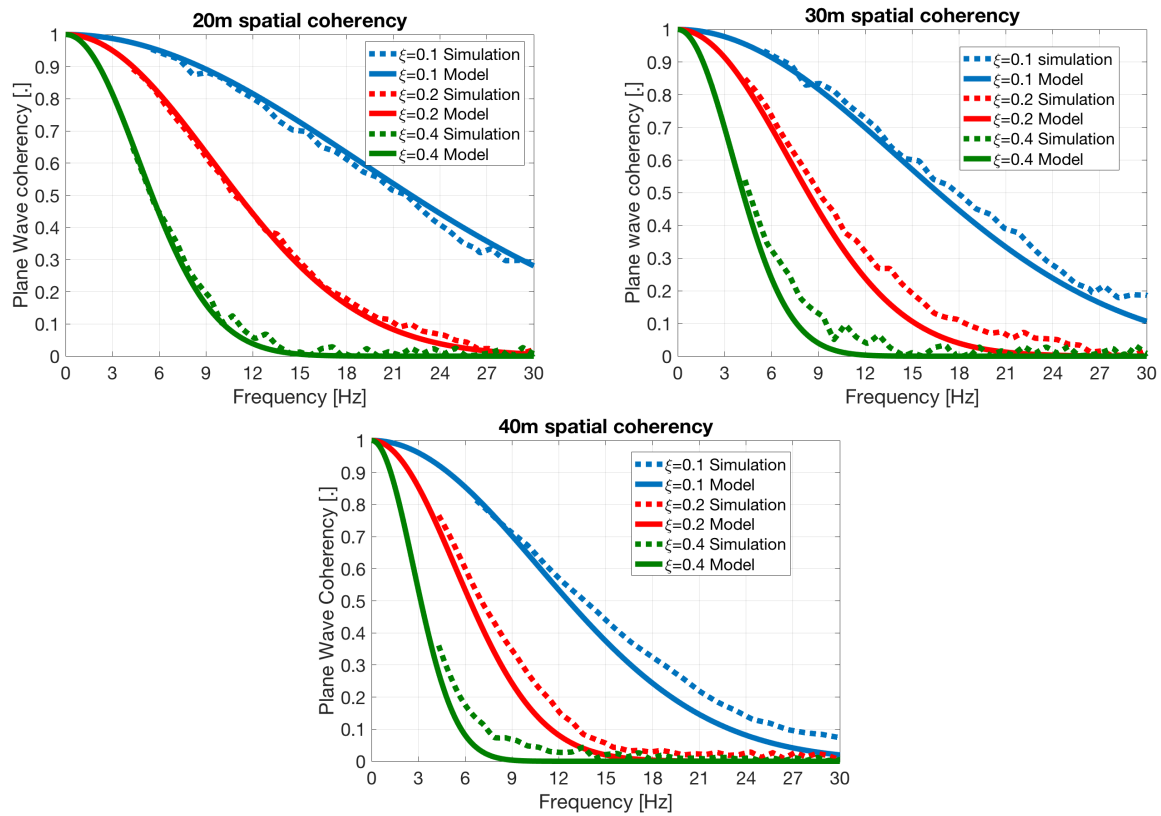 20m spatial coherency
Plane Wave coherency [.]
1
0.9
0.8
0.7
0.6
0.5
0.4
0.3
0.2
0.1
0
ξ=0.1 Simulation
ξ=0.1 Model
ξ=0.2 Simulation
ξ=0.2 Model
ξ=0.4 Simulation
ξ=0.4 Model
0 3 6 9 12 15 18 21 24 27 30
Frequency [Hz]
30m spatial coherency
Plane wave coherency [.]
1
0.9
0.8
0.7
0.6
0.5
0.4
0.3
0.2
0.1
0
ξ=0.1 simulation
ξ=0.1 Model
ξ=0.2 Simulation
ξ=0.2 Model
ξ=0.4 Simulation
ξ=0.4 Model
0 3 6 9 12 15 18 21 24 27 30
Frequency [Hz]
40m spatial coherency
Plane Wave Coherency [.]
1
0.9
0.8
0.7
0.6
0.5
0.4
0.3
0.2
0.1
0
ξ=0.1 Simulation
ξ=0.1 Model
ξ=0.2 Simulation
ξ=0.2 Model
ξ=0.4 Simulation
ξ=0.4 Model
0 3 6 9 12 15 18 21 24 27 30
Frequency [Hz]